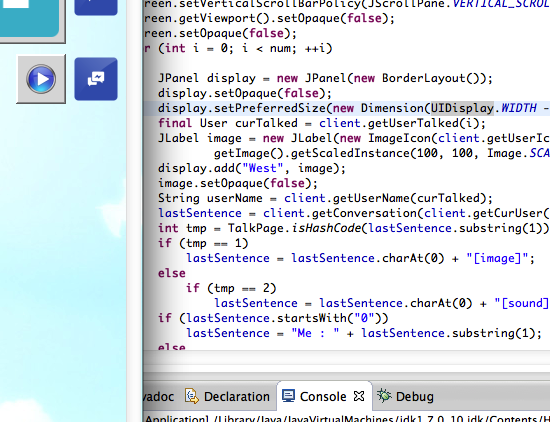 reen.setVerticalScrollBarPolicy(JScrollPane.VERTICAL_SCROL
reen.getViewport().setOpaque(false);
reen.setOpaque(false);
r (int i = 0; i < num; ++i)
JPanel display = new JPanel(new BorderLayout());
display.setOpaque(false);
display.setPreferredSize(new Dimension(UIDisplay.WIDTH -
final User curTalked = client.getUserTalked(i);
JLabel image = new JLabel(new ImageIcon(client.getUserIc
getImage().getScaledInstance(100, 100, Image.SCA
display.add("West", image);
image.setOpaque(false);
String userName = client.getUserName(curTalked);
lastSentence = client.getConversation(client.getCurUser(
int tmp = TalkPage.isHashCode(lastSentence.substring(1))
if (tmp == 1)
lastSentence = lastSentence.charAt(0) + "[image]";
else
if (tmp == 2)
lastSentence = lastSentence.charAt(0) + "[sound]
if (lastSentence.startsWith("0"))
lastSentence = "Me : " + lastSentence.substring(1);
else
vadoc Declaration Console Debug
Application] /Library/Java/JavaVirtualMachines/jdk1.7.0_10.jdk/Contents/H